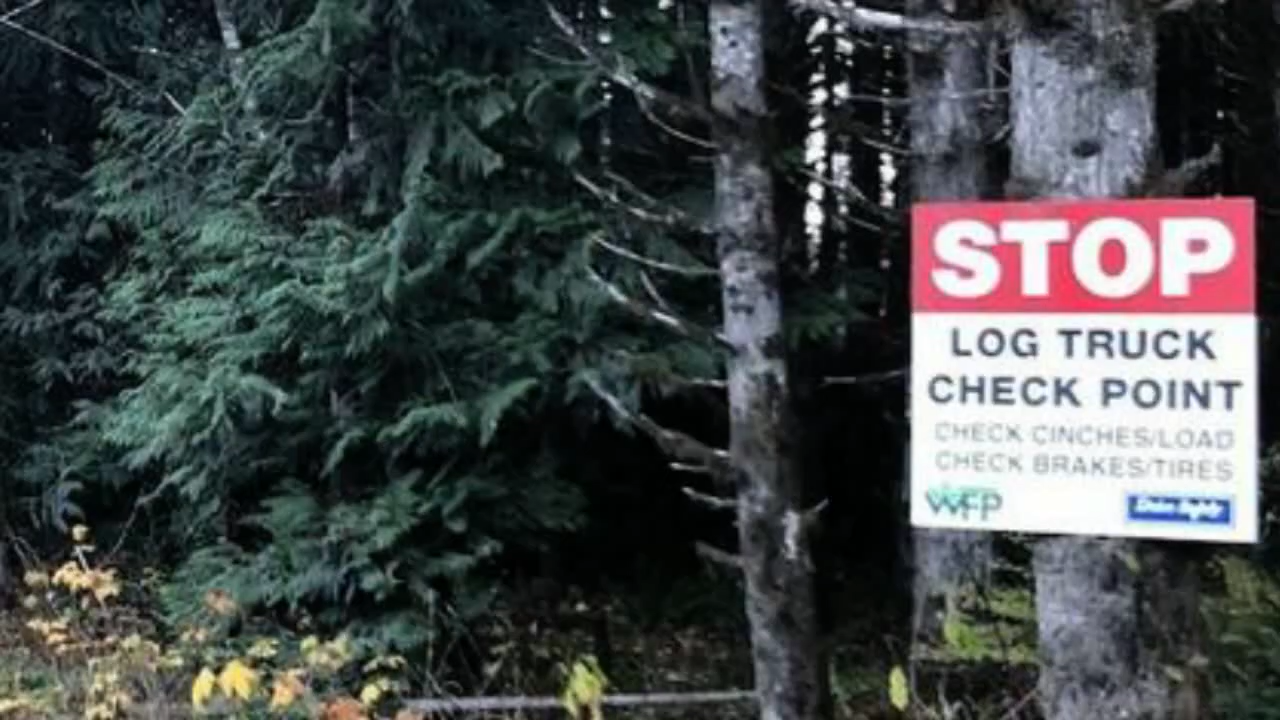 STOP
LOG TRUCK
CHECK POINT
CHECK CINCHES/LOAD
CHECK BRAKES/TIRES
WFP